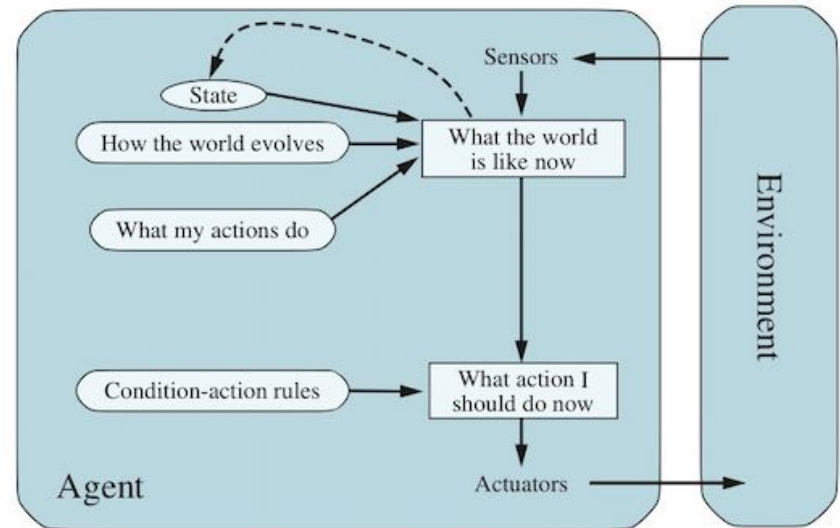 Sensors
State
What the world
is like now
How the world evolves
What my actions do
Environment
Condition-action rules
What action I
should do now
Agent
Actuators